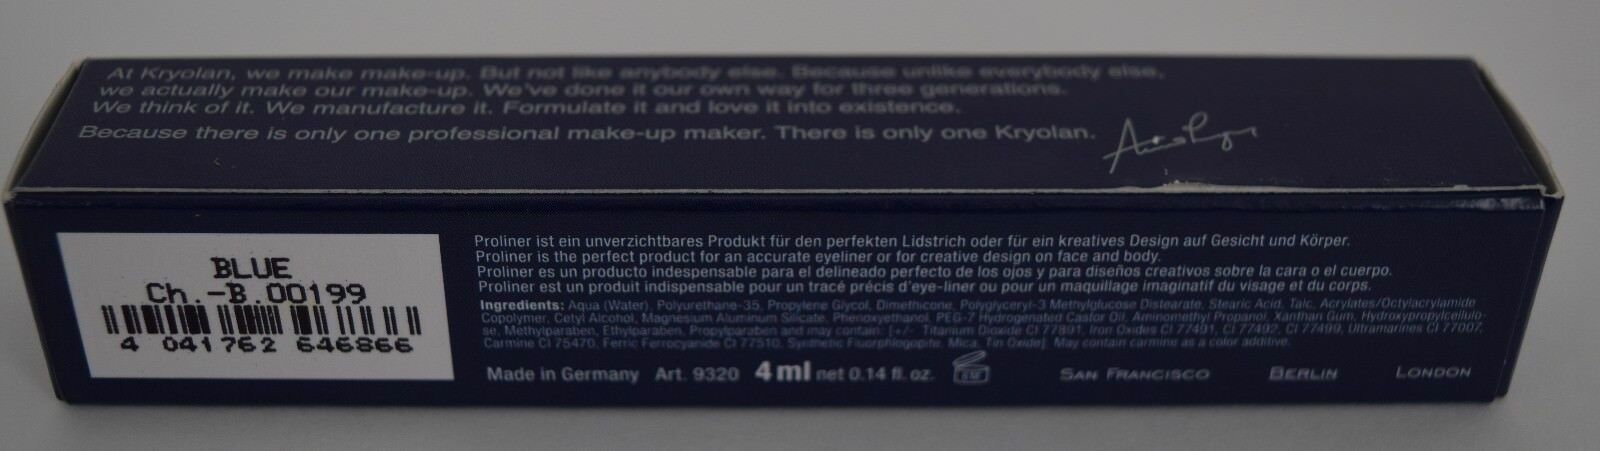 At Kryolan, we make make-up. But not like anybody else. Because unlike everybody else,
we actually make our make-up. We've done it our own way for three generations.
We think of it. We manufacture it. Formulate it and love it into existence.
Because there is only one professional make-up maker. There is only one Kryolan.
BLUE
Ch.-B.00199
4 041762 646866
Proliner ist ein unverzichtbares Produkt für den perfekten Lidstrich oder für ein kreatives Design auf Gesicht und Körper.
Proliner is the perfect product for an accurate eyeliner or for creative design on face and body.
Proliner es un producto indespensable para el delineado perfecto de los ojos y para diseños creativos sobre la cara o el cuerpo.
Proliner est un produit indispensable pour un tracé précis d'eye-liner ou pour un maquillage imaginatif du visage et du corps.
Ingredients: Aqua (Water), Polyurethane-35, Propylene Glycol, Dimethicone, Polyglyceryl-3 Methylglucose Distearate, Stearic Acid, Talc, Acrylates/Octylacrylamide
Copolymer, Cetyl Alcohol, Magnesium Aluminum Silicate, Phenoxyethanol, PEG-7 Hydrogenated Castor Oil, Aminomethyl Propanol, Xanthan Gum, Hydroxypropylcellulo-
se, Methylparaben, Ethylparaben, Propylparaben and may contain: [+/- Titanium Dioxide CI 77891, Iron Oxides CI 77491, CI 77492, CI 77499, Ultramarines CI 77007,
Carmine CI 75470, Ferric Ferrocyanide CI 77510, Synthetic Fluorphlogopite, Mica, Tin Oxide] May contain carmine as a color additive.
Made in Germany Art. 9320 4 ml net 0.14 fl. oz. 6M SAN FRANCISCO BERLIN LONDON